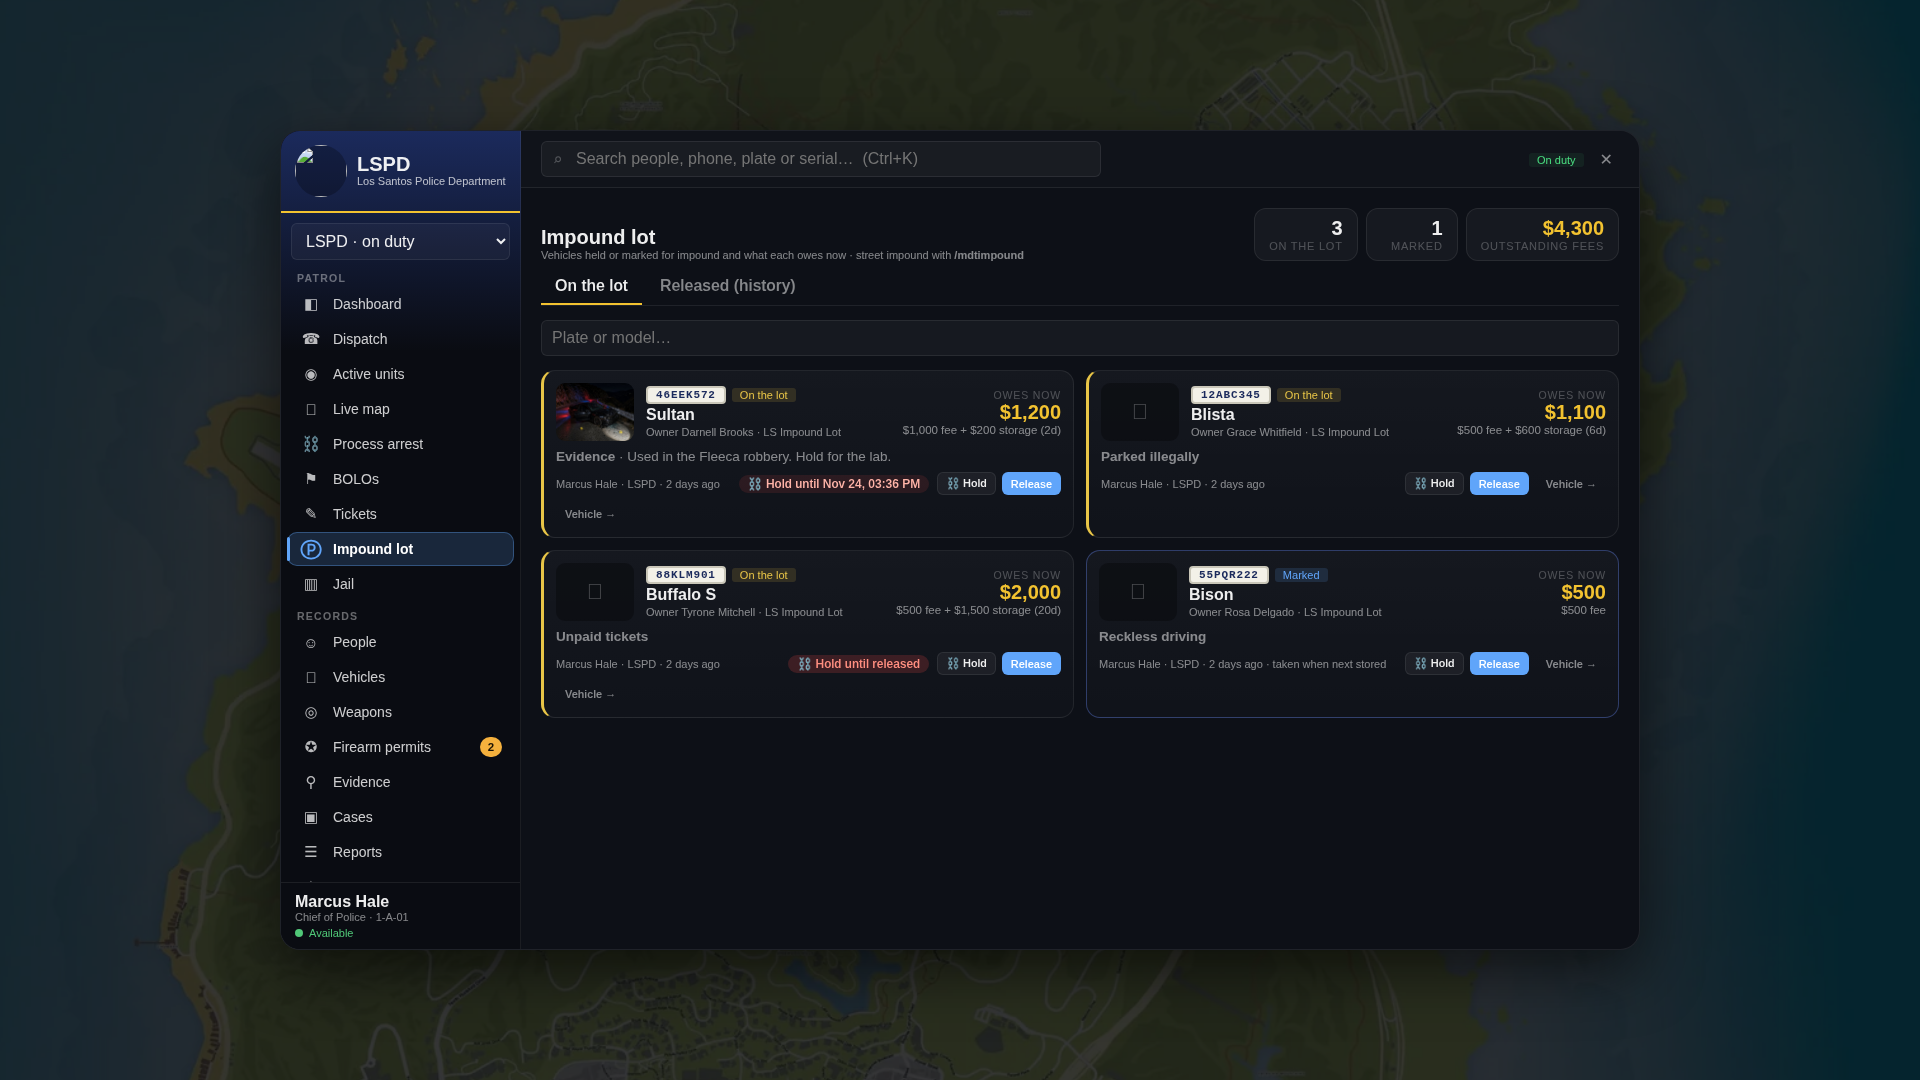 LSPD
Los Santos Police Department
LSPD · on duty
PATROL
Dashboard
Dispatch
Active units
Live map
Process arrest
BOLOs
Tickets
Impound lot
Jail
RECORDS
People
Vehicles
Weapons
Firearm permits 2
Evidence
Cases
Reports
Marcus Hale
Chief of Police · 1-A-01
Available
Search people, phone, plate or serial… (Ctrl+K)
On duty ✕
Impound lot
Vehicles held or marked for impound and what each owes now · street impound with /mdtimpound
3
ON THE LOT
1
MARKED
$4,300
OUTSTANDING FEES
On the lot Released (history)
Plate or model…
46EEK572 On the lot
Sultan
Owner Darnell Brooks · LS Impound Lot
OWES NOW
$1,200
$1,000 fee + $200 storage (2d)
Evidence · Used in the Fleeca robbery. Hold for the lab.
Marcus Hale · LSPD · 2 days ago Hold until Nov 24, 03:36 PM Hold Release
Vehicle →
12ABC345 On the lot
Blista
Owner Grace Whitfield · LS Impound Lot
OWES NOW
$1,100
$500 fee + $600 storage (6d)
Parked illegally
Marcus Hale · LSPD · 2 days ago Hold Release Vehicle →
88KLM901 On the lot
Buffalo S
Owner Tyrone Mitchell · LS Impound Lot
OWES NOW
$2,000
$500 fee + $1,500 storage (20d)
Unpaid tickets
Marcus Hale · LSPD · 2 days ago Hold until released Hold Release
Vehicle →
55PQR222 Marked
Bison
Owner Rosa Delgado · LS Impound Lot
OWES NOW
$500
$500 fee
Reckless driving
Marcus Hale · LSPD · 2 days ago · taken when next stored Hold Release Vehicle →